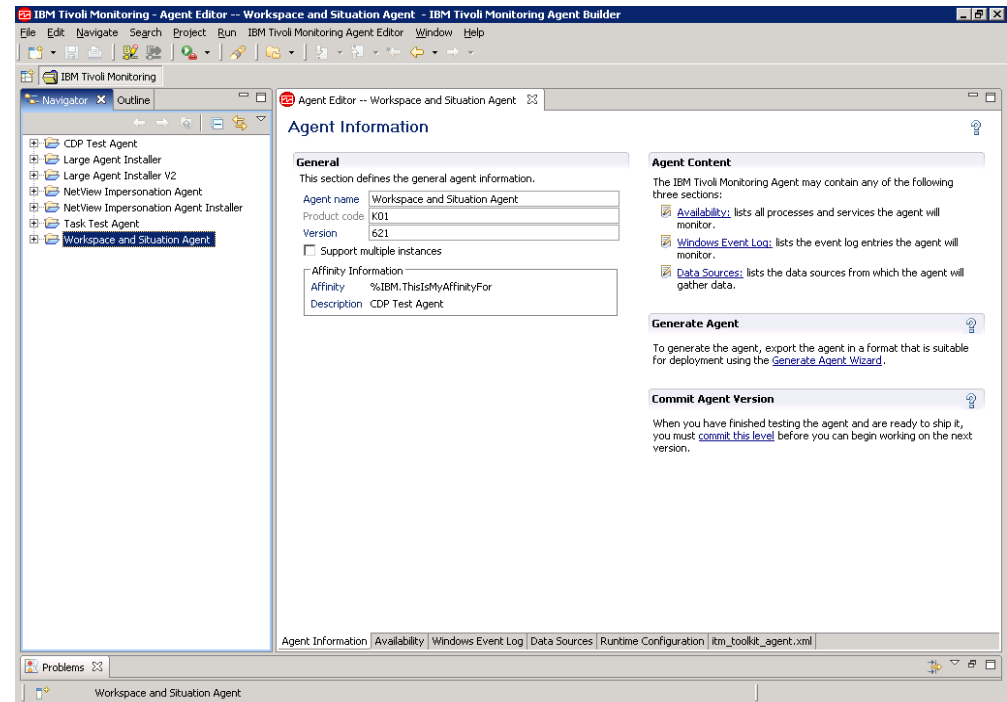 IBM Tivoli Monitoring - Agent Editor -- Workspace and Situation Agent - IBM Tivoli Monitoring Agent Builder
File Edit Navigate Search Project Run IBM Tivoli Monitoring Agent Editor Window Help
IBM Tivoli Monitoring
Navigator Outline
CDP Test Agent
Large Agent Installer
Large Agent Installer V2
NetView Impersonation Agent
NetView Impersonation Agent Installer
Task Test Agent
Workspace and Situation Agent
Agent Editor -- Workspace and Situation Agent
Agent Information
General
This section defines the general agent information.
Agent name Workspace and Situation Agent
Product code K01
Version 621
Support multiple instances
Affinity Information
Affinity %IBM.ThisIsMyAffinityFor
Description CDP Test Agent
Agent Content
The IBM Tivoli Monitoring Agent may contain any of the following
three sections:
Availability: lists all processes and services the agent will
monitor.
Windows Event Log: lists the event log entries the agent will
monitor.
Data Sources: lists the data sources from which the agent will
gather data.
Generate Agent
To generate the agent, export the agent in a format that is suitable
for deployment using the Generate Agent Wizard.
Commit Agent Version
When you have finished testing the agent and are ready to ship it,
you must commit this level before you can begin working on the next
version.
Agent Information Availability Windows Event Log Data Sources Runtime Configuration itm_toolkit_agent.xml
Problems
Workspace and Situation Agent